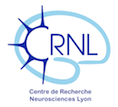 CRNL
Centre de Recherche
Neurosciences Lyon